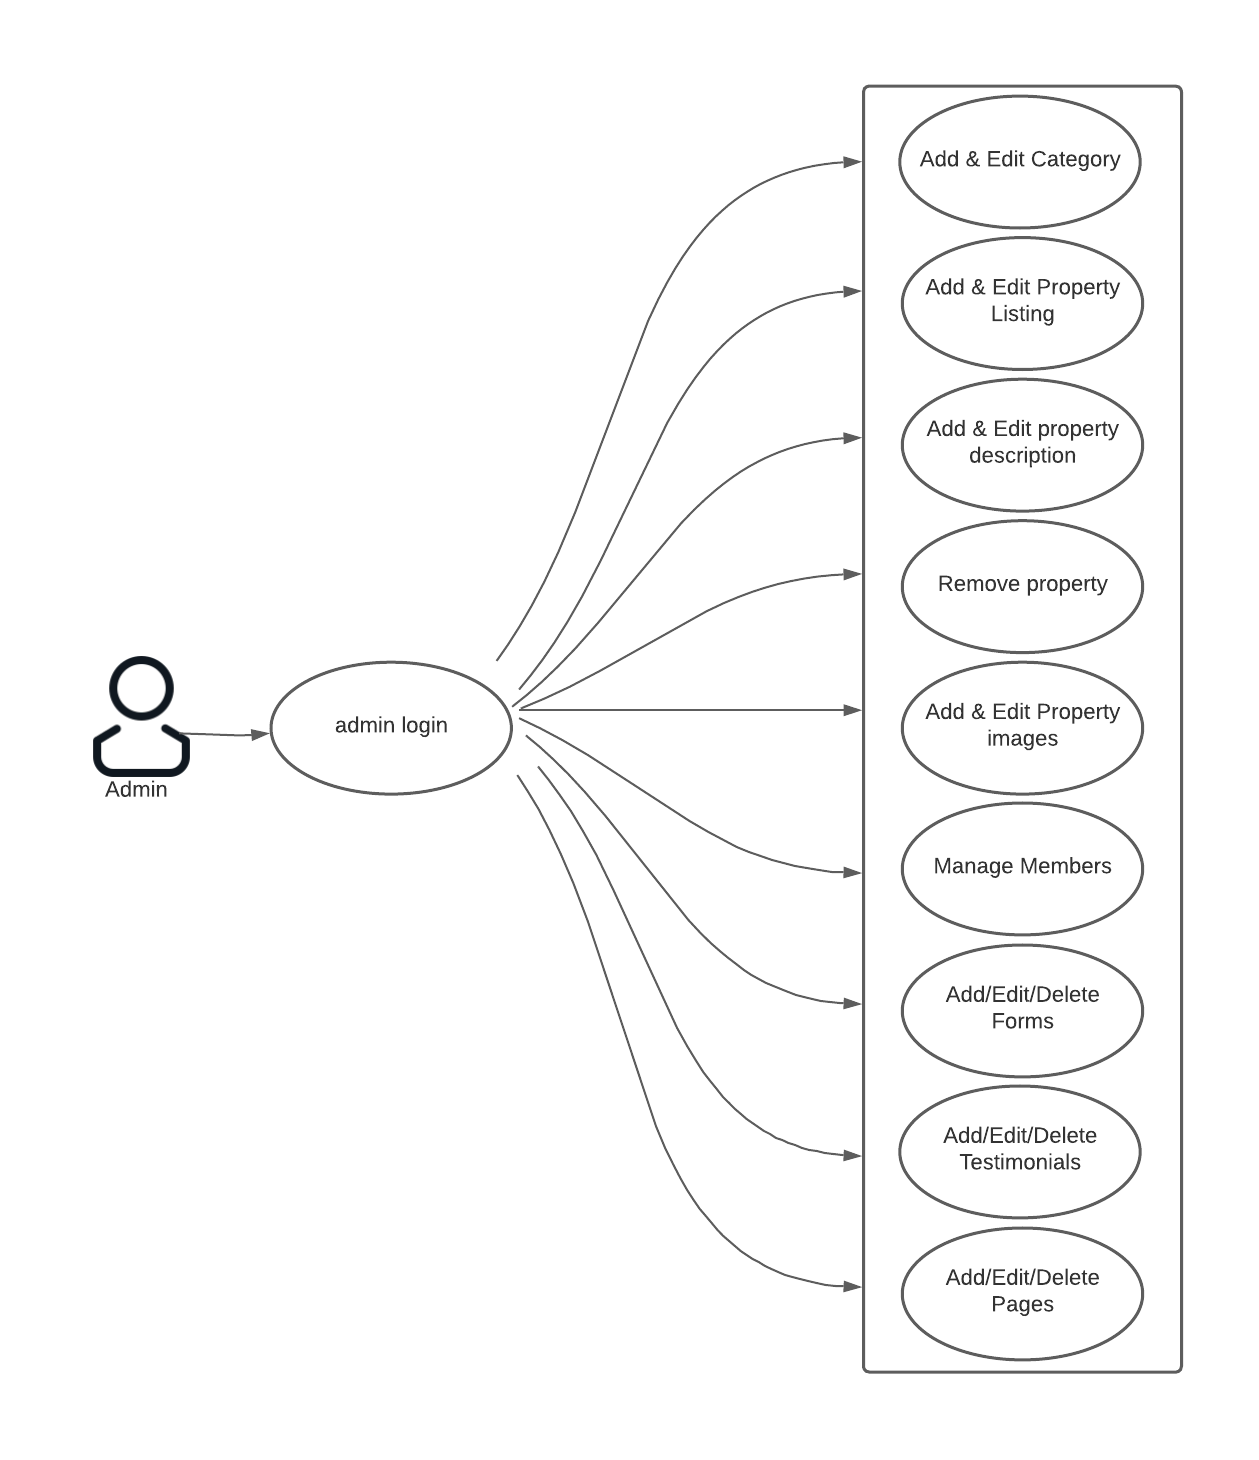 Admin
admin login
Add & Edit Category
Add & Edit Property
Listing
Add & Edit property
description
Remove property
Add & Edit Property
images
Manage Members
Add/Edit/Delete
Forms
Add/Edit/Delete
Testimonials
Add/Edit/Delete
Pages